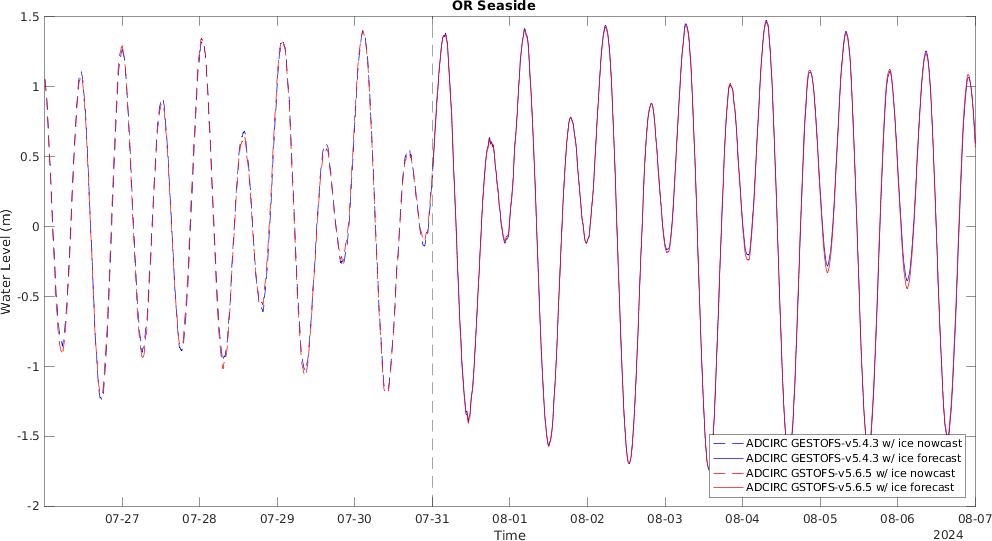 OR Seaside
1.5
1
0.5
0
-0.5
-1
-1.5
-2
Water Level (m)
ADCIRC GESTOFS-v5.4.3 w/ ice nowcast
ADCIRC GESTOFS-v5.4.3 w/ ice forecast
ADCIRC GSTOFS-v5.6.5 w/ ice nowcast
ADCIRC GSTOFS-v5.6.5 w/ ice forecast
07-27 07-28 07-29 07-30 07-31 08-01 08-02 08-03 08-04 08-05 08-06 08-07
Time
2024